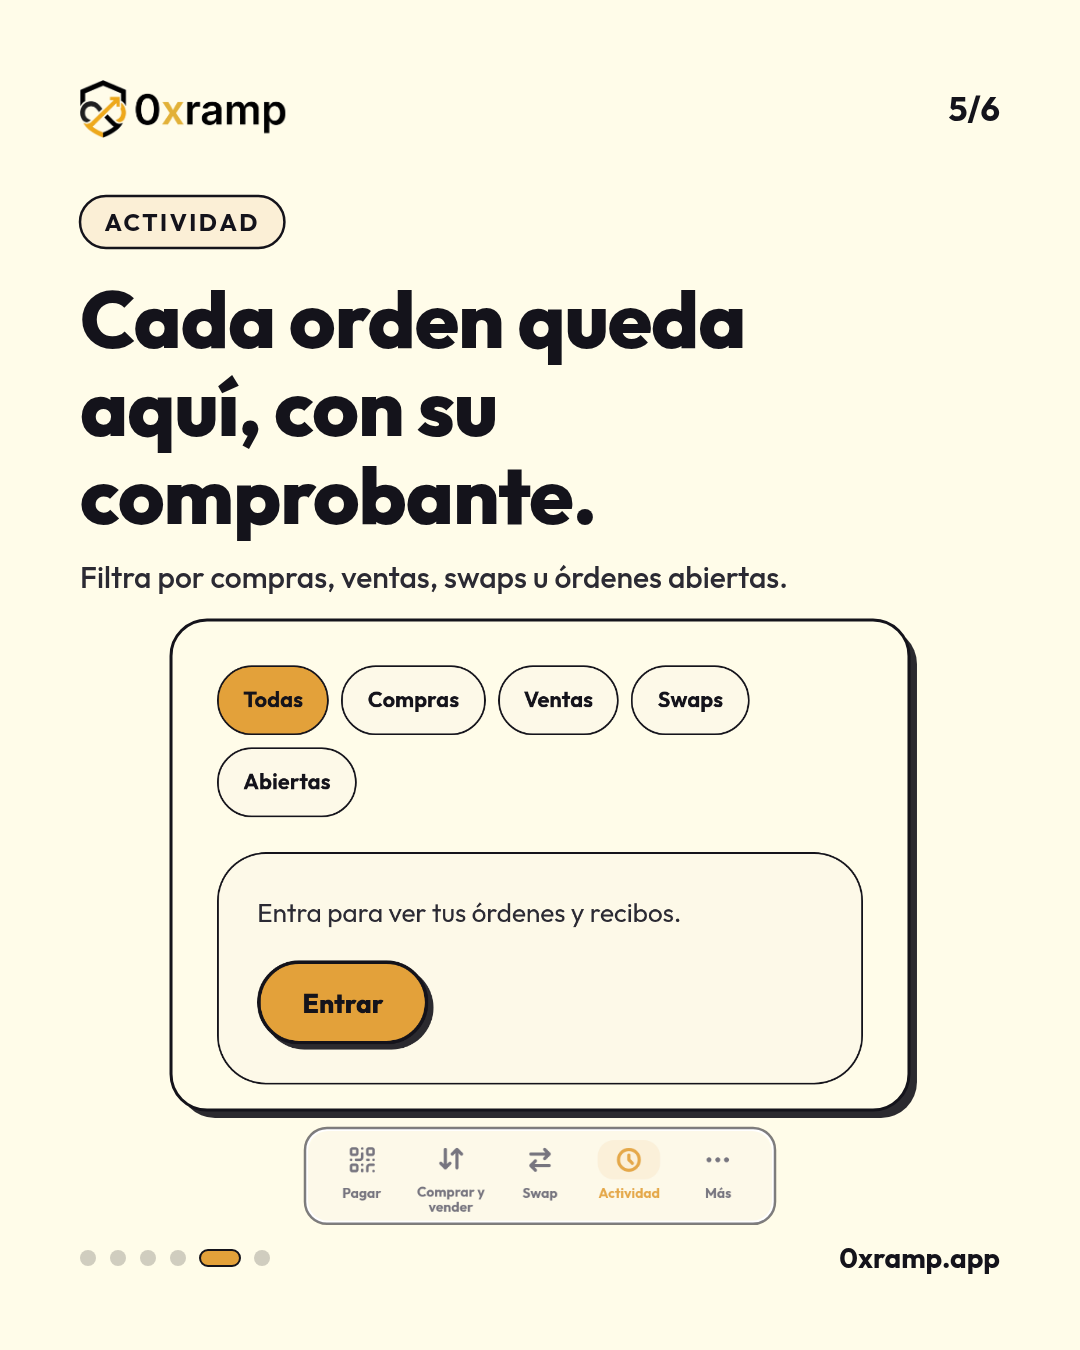 0xramp
5/6
ACTIVIDAD
Cada orden queda
aquí, con su
comprobante.
Filtra por compras, ventas, swaps u órdenes abiertas.
Todas
Compras
Ventas
Swaps
Abiertas
Entra para ver tus órdenes y recibos.
Entrar
Pagar
Comprar y
vender
Swap
Actividad
Más
0xramp.app